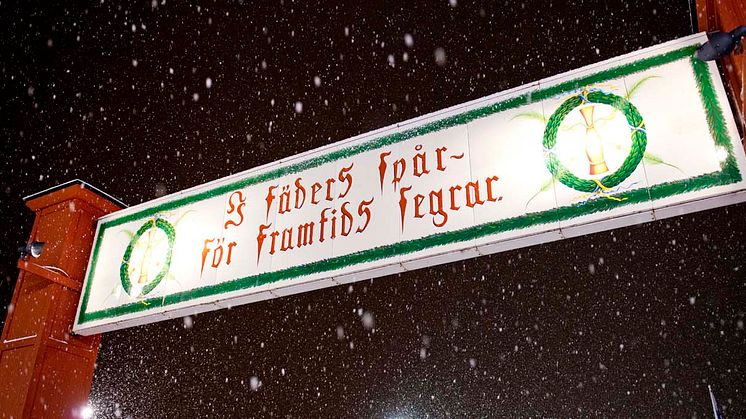 I fäders spår-
för framtids segrar.